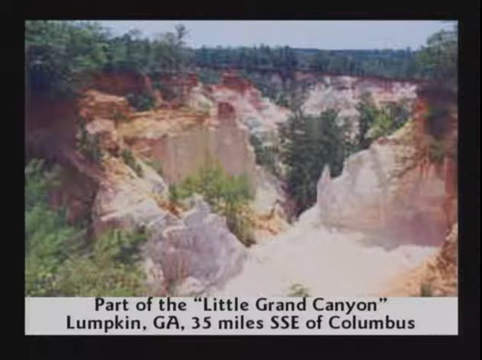 Part of the “Little Grand Canyon”
Lumpkin, GA, 35 miles SSE of Columbus